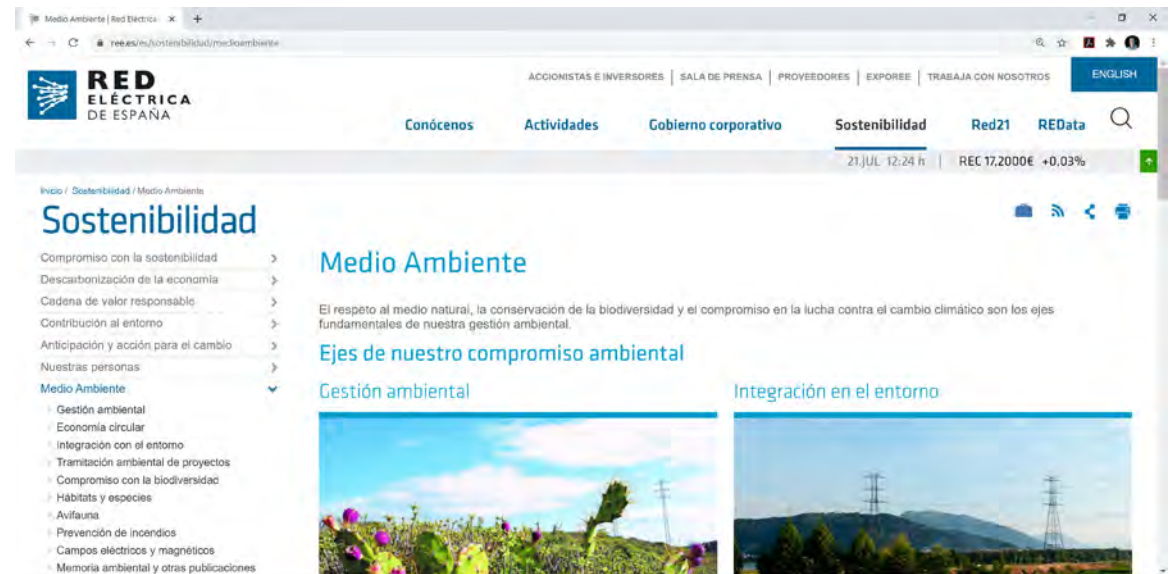 Medio Ambiente | Red Eléctrica
ree.es/es/sostenibilidad/medioambiente
RED
ELÉCTRICA
DE ESPAÑA
ACCIONISTAS E INVERSORES | SALA DE PRENSA | PROVEEDORES | EXPOREE | TRABAJA CON NOSOTROS
ENGLISH
Conócenos Actividades Gobierno corporativo Sostenibilidad Red21 REData
21.JUL 12:24 h | REC 17,2000€ +0,03%
Inicio / Sostenibilidad / Medio Ambiente
Sostenibilidad
Compromiso con la sostenibilidad
Descarbonización de la economía
Cadena de valor responsable
Contribución al entorno
Anticipación y acción para el cambio
Nuestras personas
Medio Ambiente
Gestión ambiental
Economía circular
Integración con el entorno
Tramitación ambiental de proyectos
Compromiso con la biodiversidad
Hábitats y especies
Avifauna
Prevención de incendios
Campos eléctricos y magnéticos
Memoria ambiental y otras publicaciones
Medio Ambiente
El respeto al medio natural, la conservación de la biodiversidad y el compromiso en la lucha contra el cambio climático son los ejes
fundamentales de nuestra gestión ambiental.
Ejes de nuestro compromiso ambiental
Gestión ambiental
Integración en el entorno